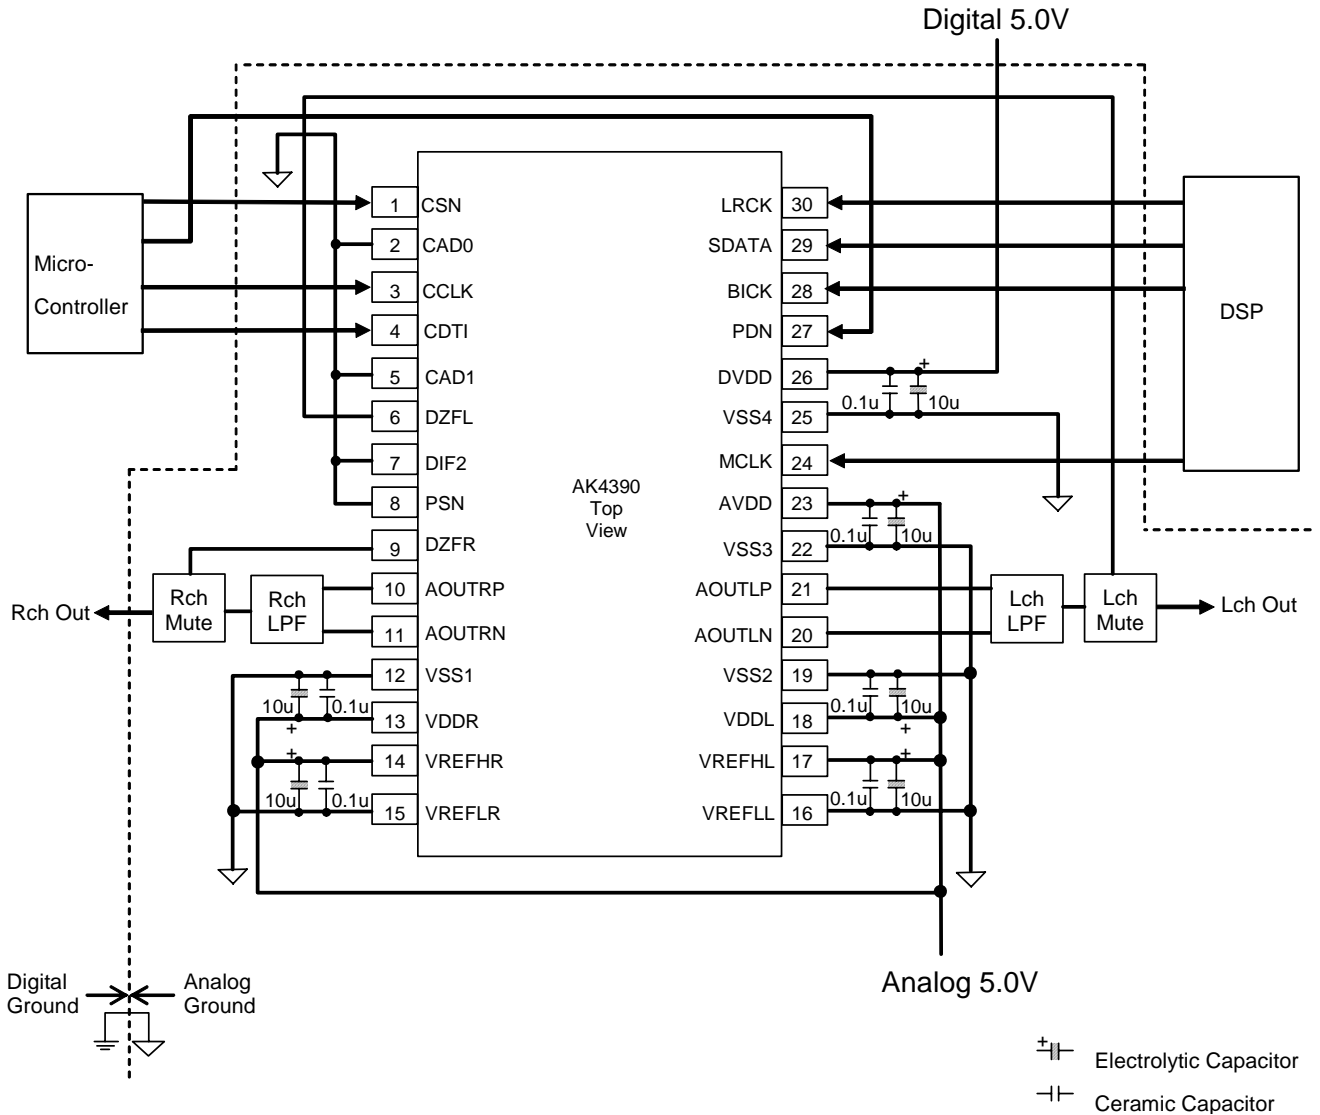 Digital 5.0V
Micro-
Controller
1 CSN
2 CAD0
3 CCLK
4 CDTI
5 CAD1
6 DZFL
7 DIF2
8 PSN
9 DZFR
10 AOUTRP
11 AOUTRN
12 VSS1
13 VDDR
14 VREFHR
15 VREFLR
AK4390
Top
View
LRCK 30
SDATA 29
BICK 28
PDN 27
DVDD 26
VSS4 25
MCLK 24
AVDD 23
VSS3 22
AOUTLP 21
AOUTLN 20
VSS2 19
VDDL 18
VREFHL 17
VREFLL 16
DSP
+
0.1u 10u
+
0.1u 10u
0.1u 10u
+
+
0.1u 10u
10u 0.1u
+
+
10u 0.1u
Rch Out
Rch
Mute
Rch
LPF
Lch
LPF
Lch
Mute
Lch Out
Analog 5.0V
Digital
Ground
Analog
Ground
+
Electrolytic Capacitor
Ceramic Capacitor